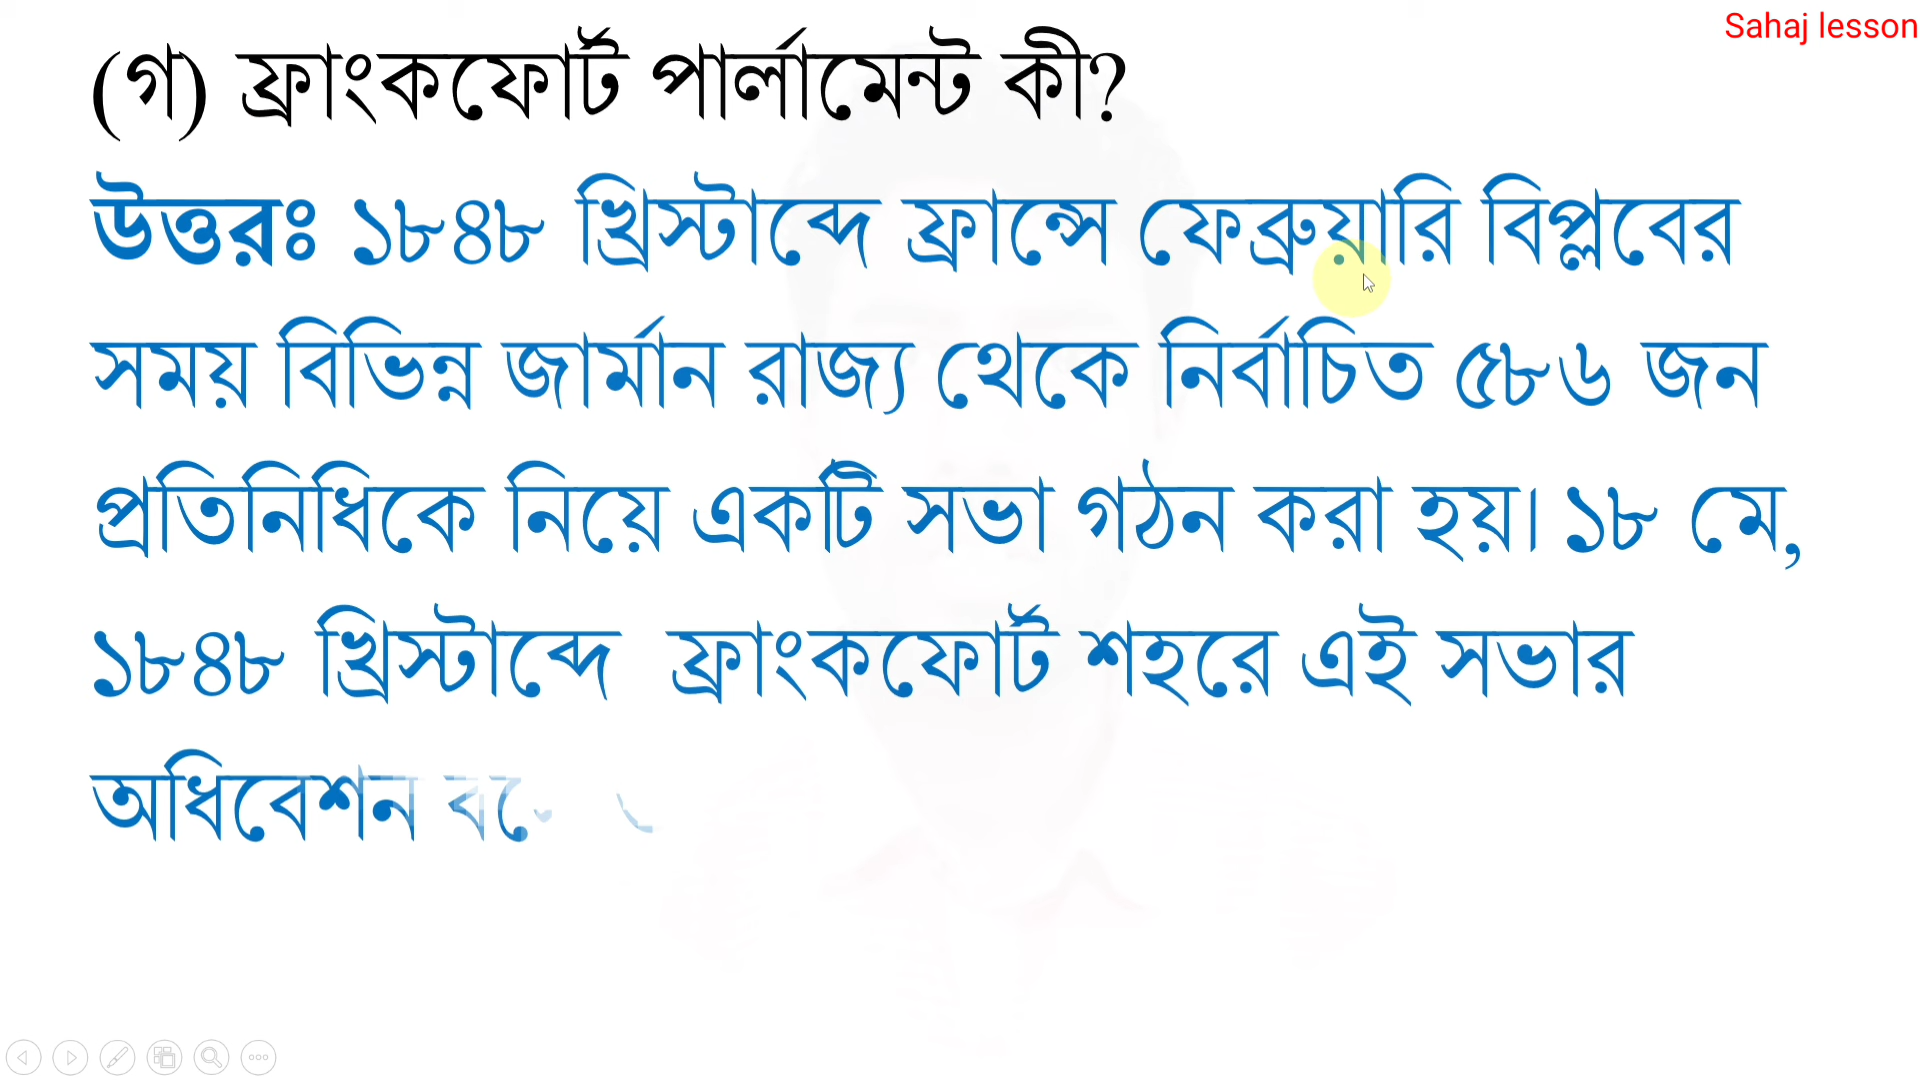 Sahaj lesson
(গ) ফ্রাংকফোর্ট পার্লামেন্ট কী?
উত্তরঃ ১৮৪৮ খ্রিস্টাব্দে ফ্রান্সে ফেব্রুয়ারি বিপ্লবের
সময় বিভিন্ন জার্মান রাজ্য থেকে নির্বাচিত ৫৮৬ জন
প্রতিনিধিকে নিয়ে একটি সভা গঠন করা হয়। ১৮ মে,
১৮৪৮ খ্রিস্টাব্দে ফ্রাংকফোর্ট শহরে এই সভার
অধিবেশন